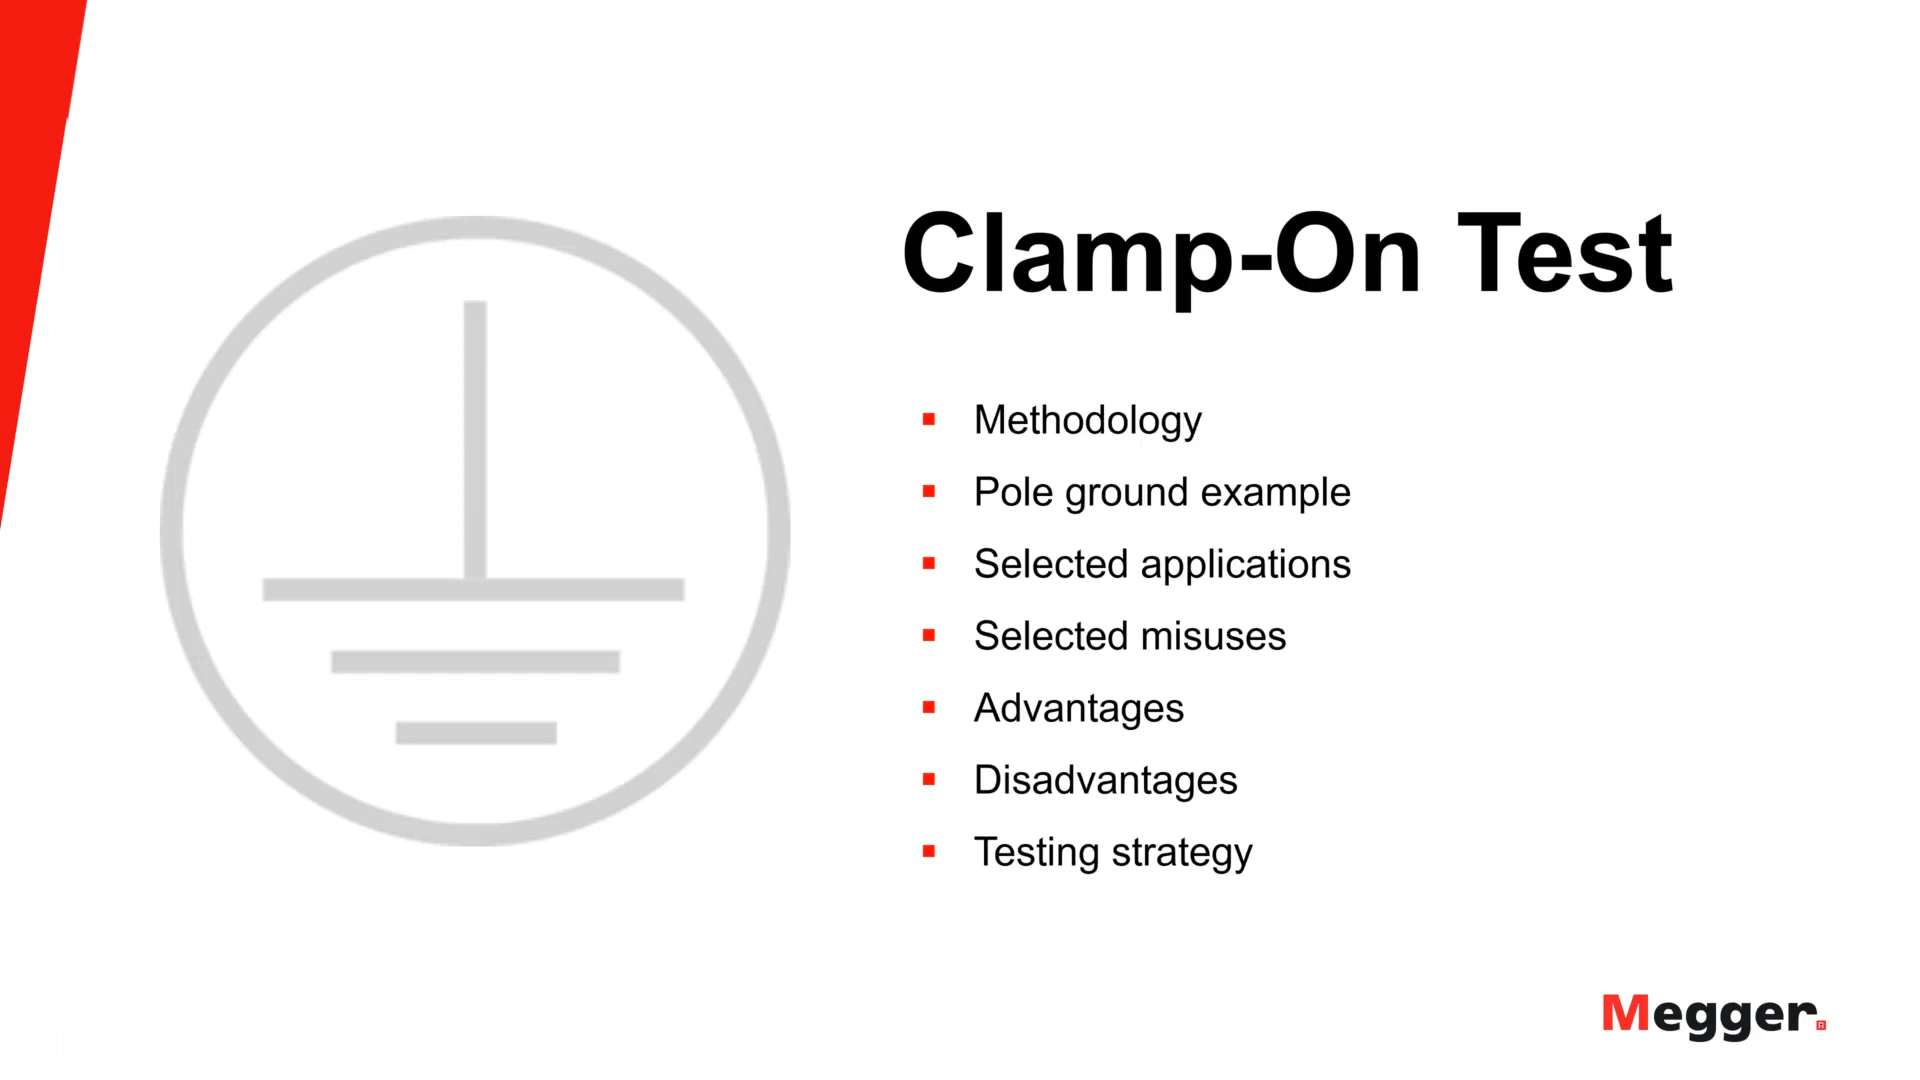 Clamp-On Test
Methodology
Pole ground example
Selected applications
Selected misuses
Advantages
Disadvantages
Testing strategy
Megger.